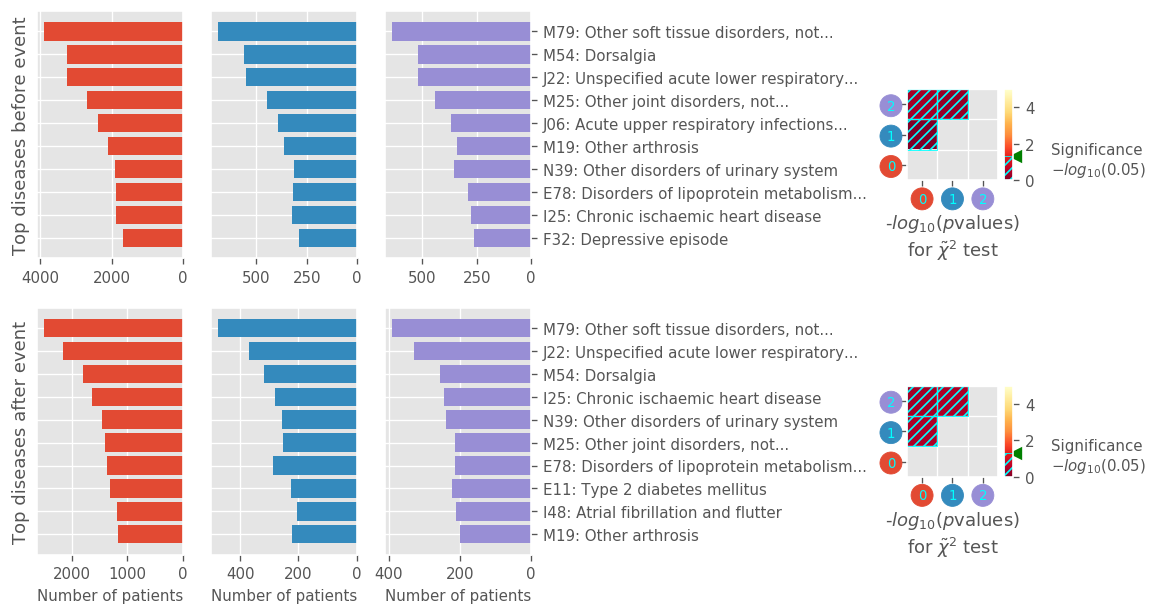 Top diseases before event
M79: Other soft tissue disorders, not...
M54: Dorsalgia
J22: Unspecified acute lower respiratory...
M25: Other joint disorders, not...
J06: Acute upper respiratory infections...
M19: Other arthrosis
N39: Other disorders of urinary system
E78: Disorders of lipoprotein metabolism...
I25: Chronic ischaemic heart disease
F32: Depressive episode
4000 2000 0
500 250 0
500 250 0
2
1
0
0 1 2
4
2
0
Significance
−log₁₀(0.05)
-log₁₀(pvalues)
for χ̃² test
Top diseases after event
M79: Other soft tissue disorders, not...
J22: Unspecified acute lower respiratory...
M54: Dorsalgia
I25: Chronic ischaemic heart disease
N39: Other disorders of urinary system
M25: Other joint disorders, not...
E78: Disorders of lipoprotein metabolism...
E11: Type 2 diabetes mellitus
I48: Atrial fibrillation and flutter
M19: Other arthrosis
2000 1000 0
400 200 0
400 200 0
Number of patients
Number of patients
Number of patients
2
1
0
0 1 2
4
2
0
Significance
−log₁₀(0.05)
-log₁₀(pvalues)
for χ̃² test